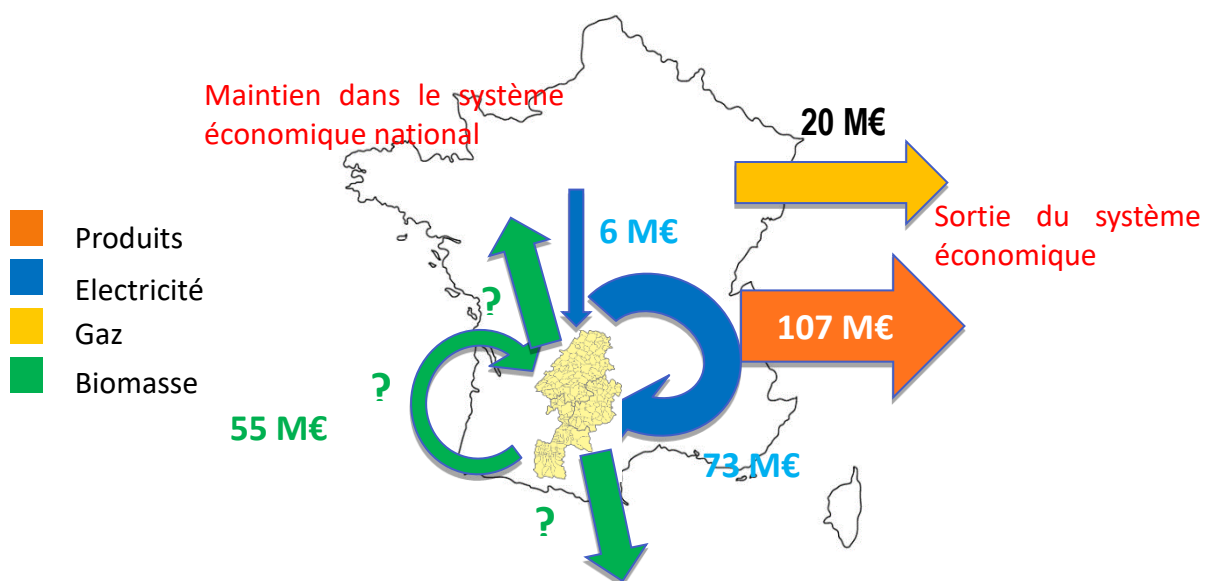 Maintien dans le système
économique national
20 M€
Sortie du système
économique
6 M€
Produits
Electricité
Gaz
Biomasse
?
107 M€
?
55 M€
73 M€
?